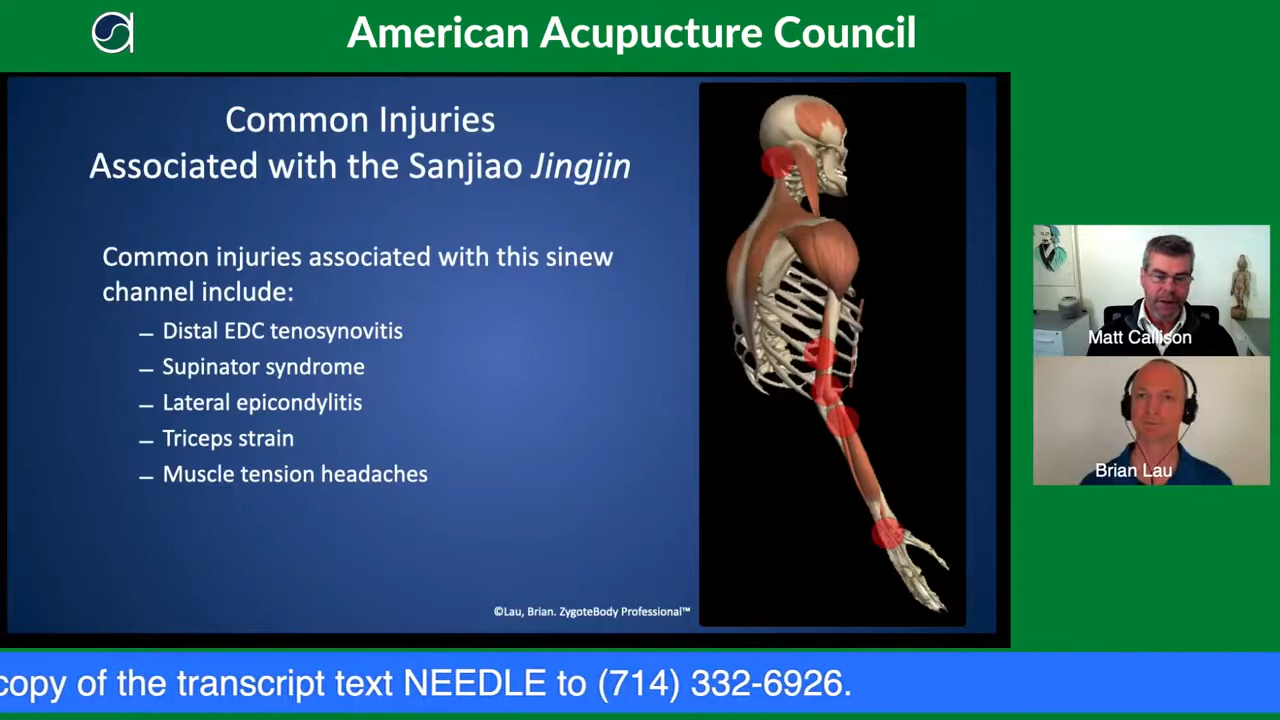 American Acupucture Council
Common Injuries
Associated with the Sanjiao Jingjin
Common injuries associated with this sinew
channel include:
– Distal EDC tenosynovitis
– Supinator syndrome
– Lateral epicondylitis
– Triceps strain
– Muscle tension headaches
©Lau, Brian. ZygoteBody Professional™
Matt Callison
Brian Lau
copy of the transcript text NEEDLE to (714) 332-6926.